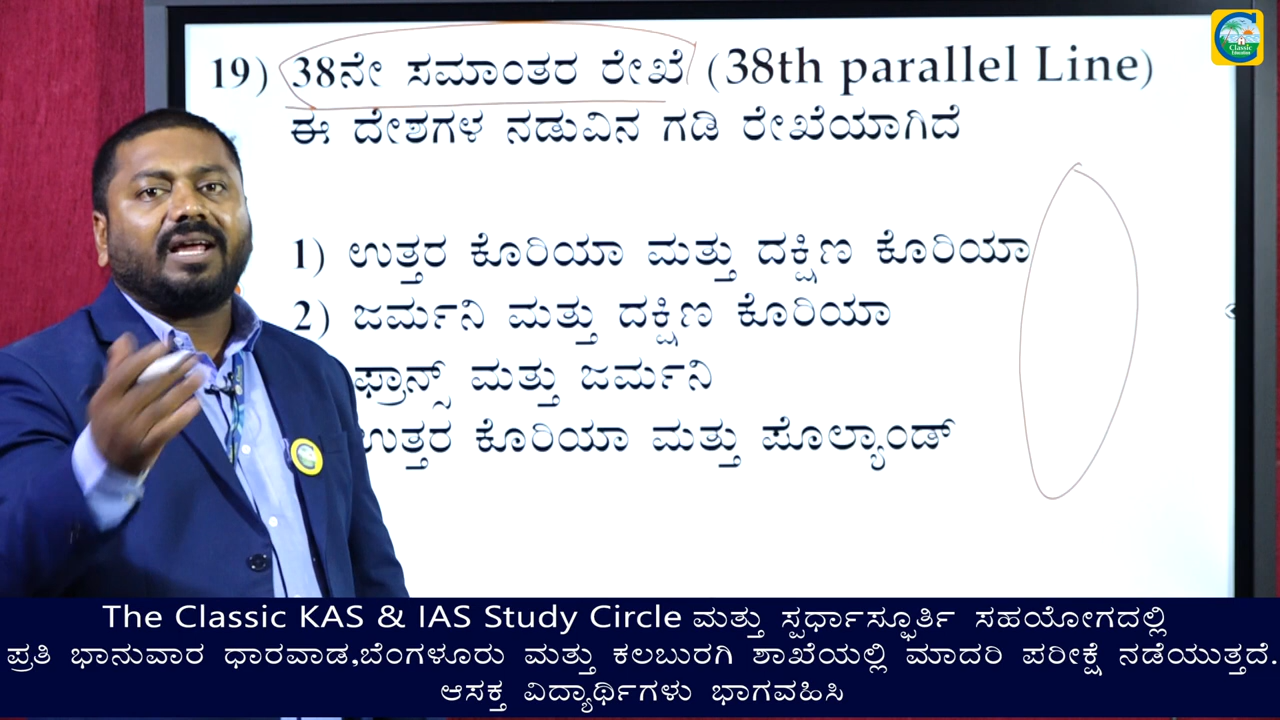 19) 38ನೇ ಸಮಾಂತರ ರೇಖೆ (38th parallel Line)
ಈ ದೇಶಗಳ ನಡುವಿನ ಗಡಿ ರೇಖೆಯಾಗಿದೆ
1) ಉತ್ತರ ಕೊರಿಯಾ ಮತ್ತು ದಕ್ಷಿಣ ಕೊರಿಯಾ
2) ಜರ್ಮನಿ ಮತ್ತು ದಕ್ಷಿಣ ಕೊರಿಯಾ
ಫ್ರಾನ್ಸ್ ಮತ್ತು ಜರ್ಮನಿ
ಉತ್ತರ ಕೊರಿಯಾ ಮತ್ತು ಪೊಲ್ಯಾಂಡ್
Classic
Education
The Classic KAS & IAS Study Circle ಮತ್ತು ಸ್ಪರ್ಧಾಸ್ಫೂರ್ತಿ ಸಹಯೋಗದಲ್ಲಿ
ಪ್ರತಿ ಭಾನುವಾರ ಧಾರವಾಡ,ಬೆಂಗಳೂರು ಮತ್ತು ಕಲಬುರಗಿ ಶಾಖೆಯಲ್ಲಿ ಮಾದರಿ ಪರೀಕ್ಷೆ ನಡೆಯುತ್ತದೆ.
ಆಸಕ್ತ ವಿದ್ಯಾರ್ಥಿಗಳು ಭಾಗವಹಿಸಿ